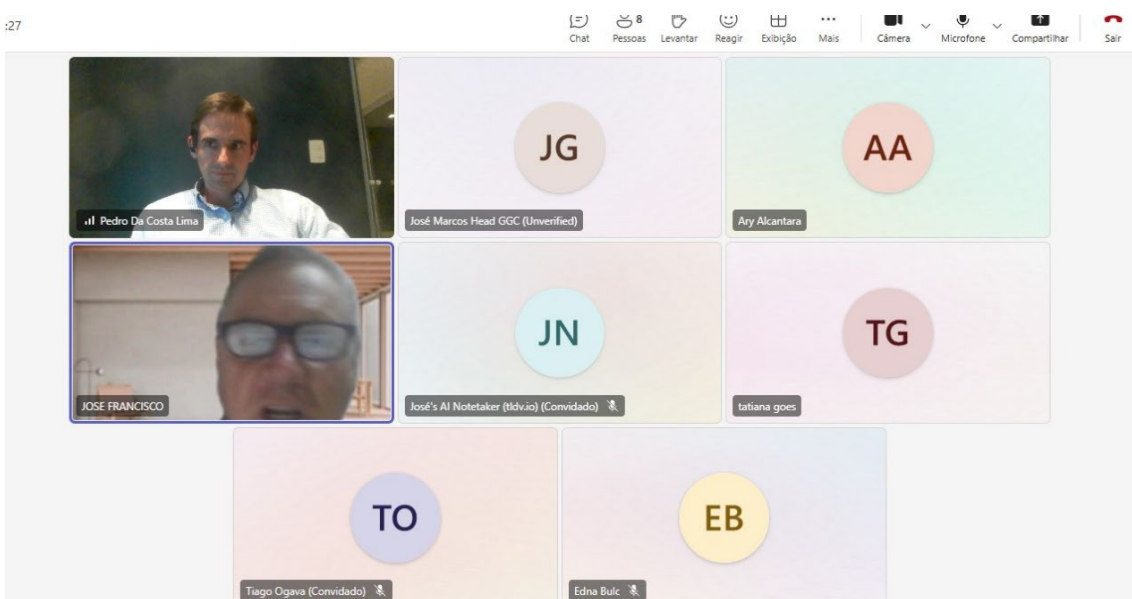 :27
8
Chat Pessoas Levantar Reagir Exibição Mais Câmera Microfone Compartilhar Sair
JG
AA
Pedro Da Costa Lima
José Marcos Head GGC (Unverified)
Ary Alcantara
JN
TG
JOSE FRANCISCO
José's AI Notetaker (tldv.io) (Convidado)
tatiana goes
TO
EB
Tiago Ogava (Convidado)
Edna Bulc